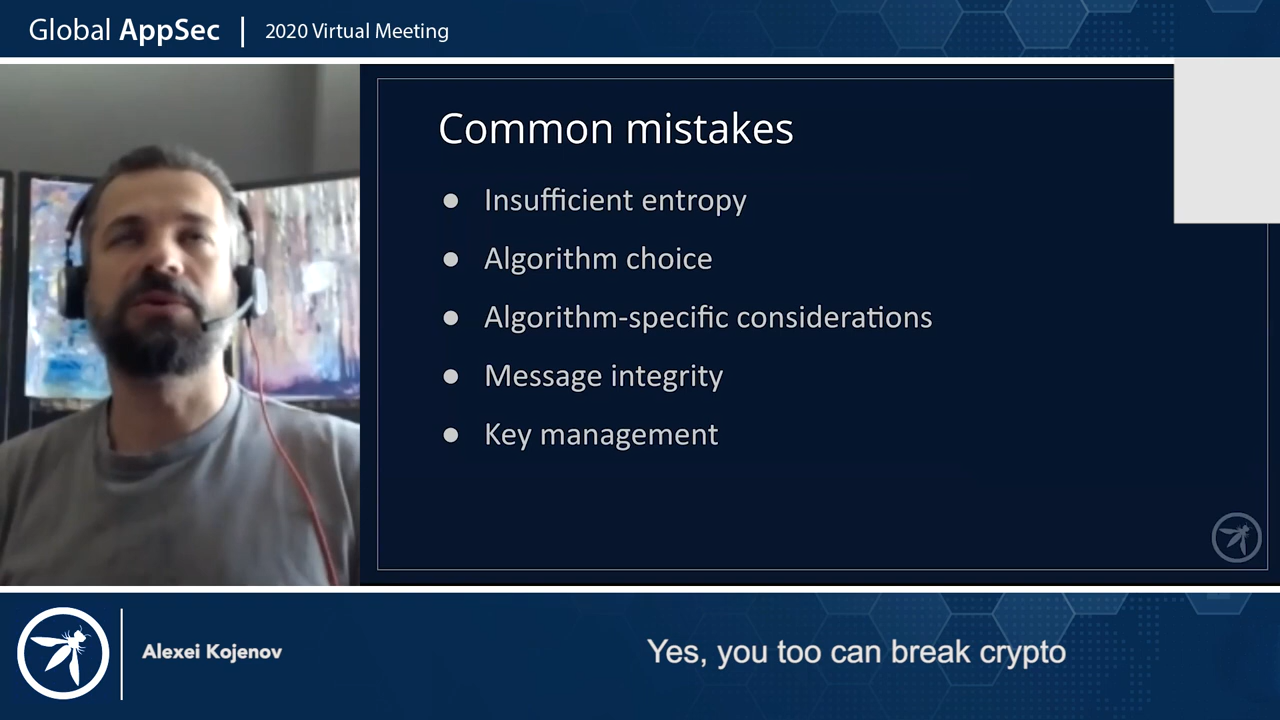 Global AppSec | 2020 Virtual Meeting
Common mistakes
● Insufficient entropy
● Algorithm choice
● Algorithm-specific considerations
● Message integrity
● Key management
Alexei Kojenov
Yes, you too can break crypto